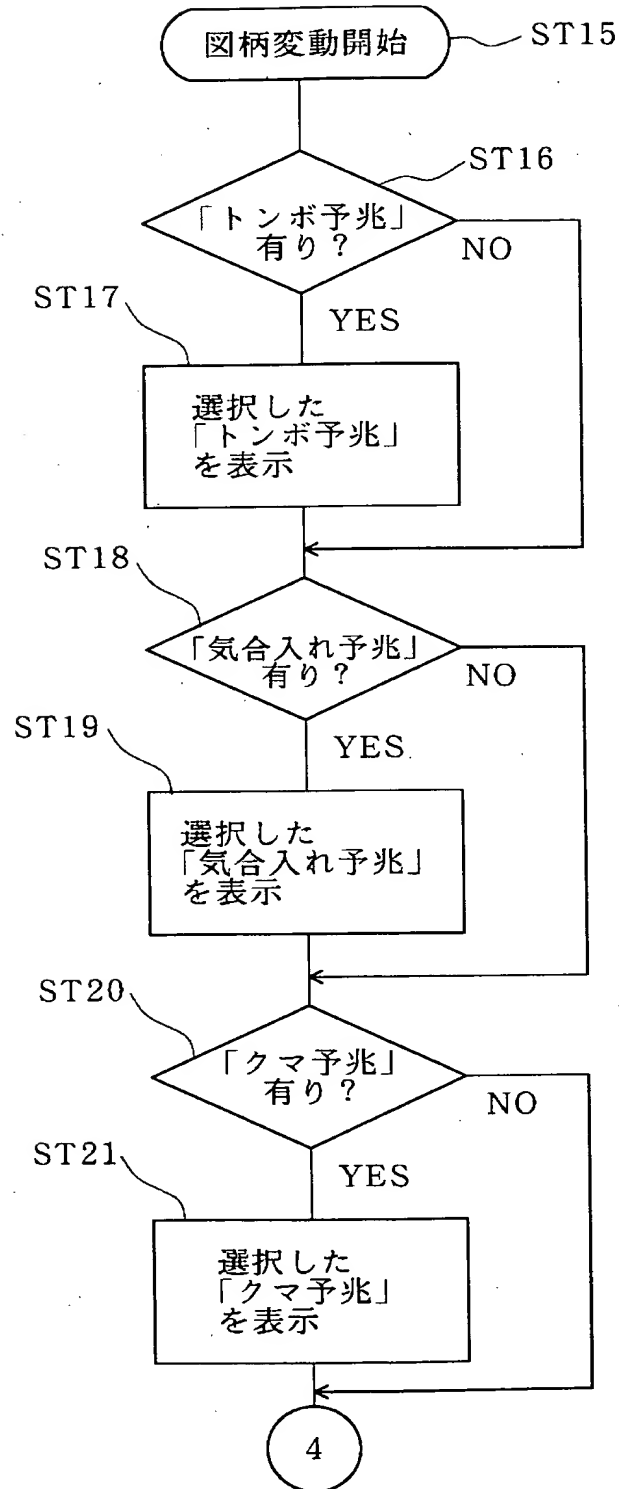 図柄変動開始
ST15
ST16
「トンボ予兆」
有り?
NO
ST17
YES
選択した
「トンボ予兆」
を表示
ST18
「気合入れ予兆」
有り?
NO
ST19
YES
選択した
「気合入れ予兆」
を表示
ST20
「クマ予兆」
有り?
NO
ST21
YES
選択した
「クマ予兆」
を表示
4